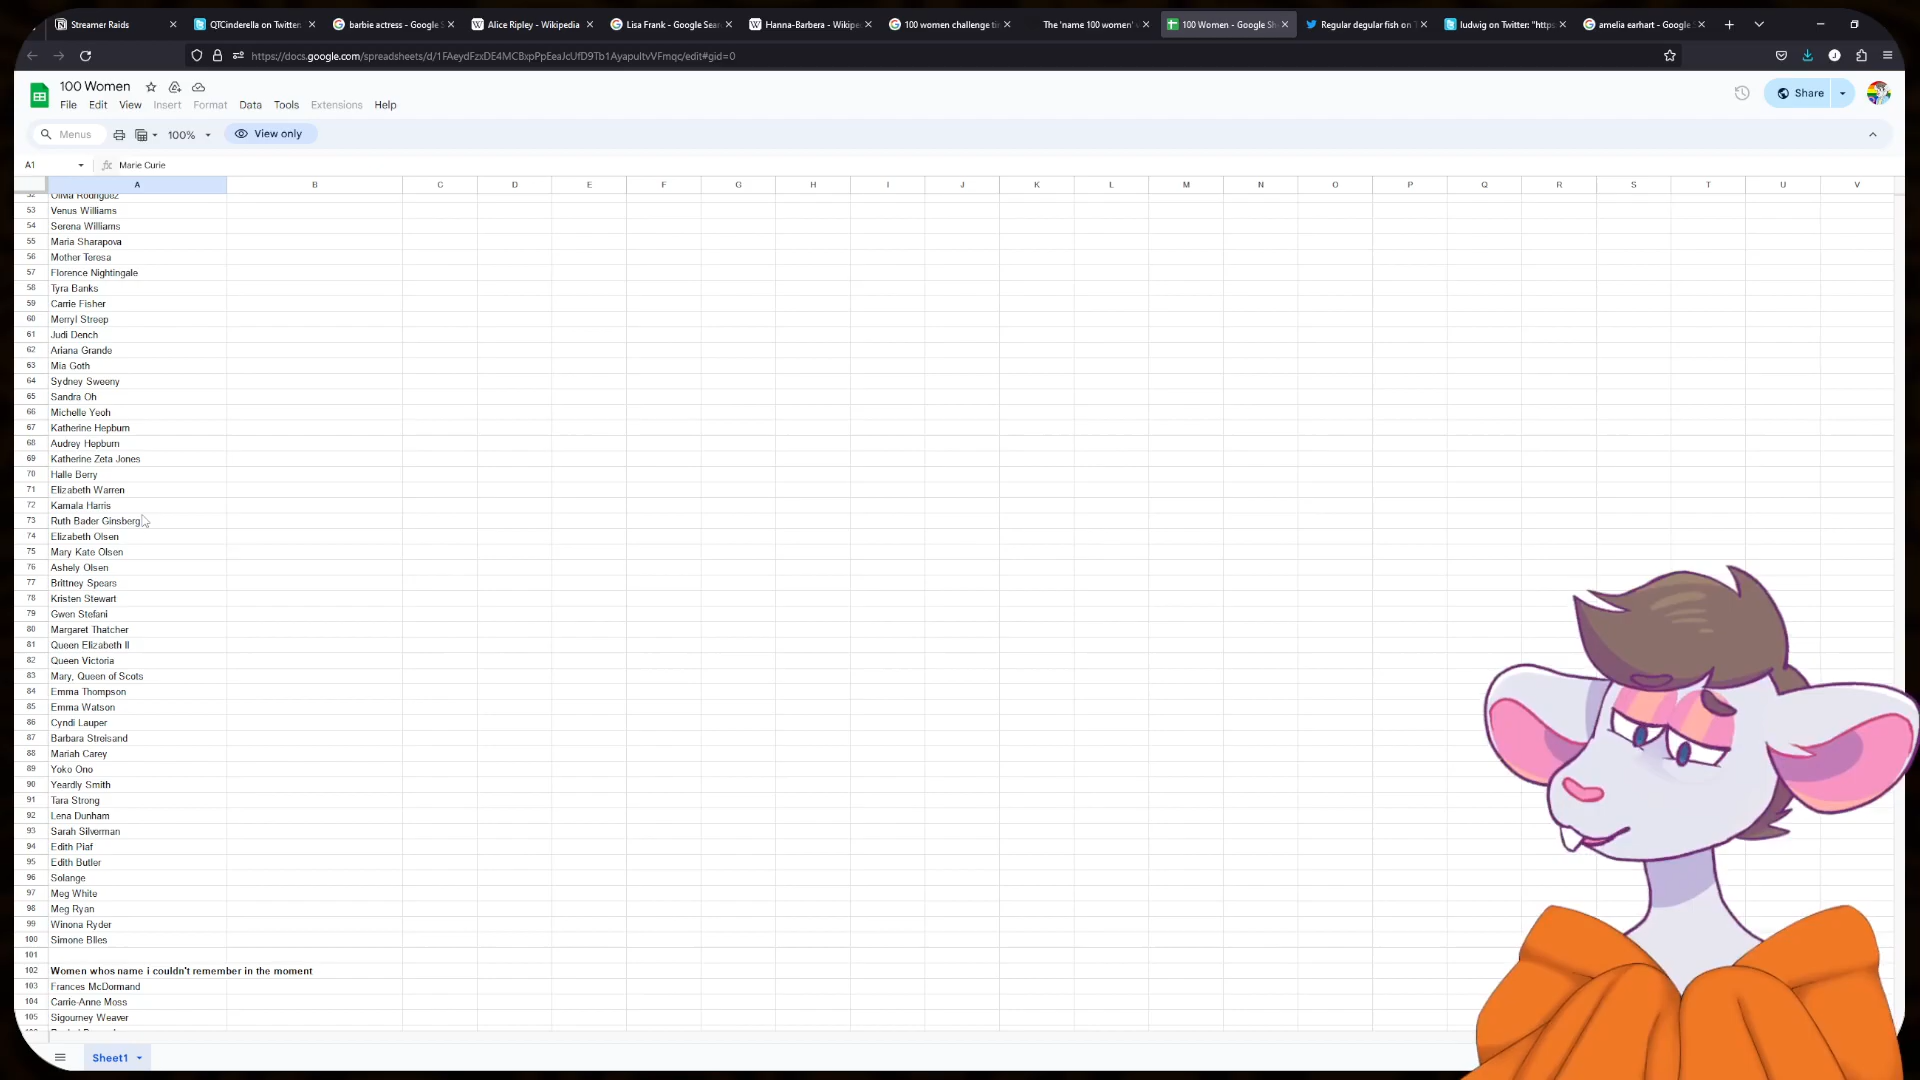 Streamer Raids
QTCinderella on Twitter:
barbie actress - Google S
Alice Ripley - Wikipedia
Lisa Frank - Google Sear
Hanna-Barbera - Wikipe
100 women challenge ti
The 'name 100 women'
100 Women - Google Sh
Regular degular fish on
ludwig on Twitter: "https
amelia earhart - Google
100 Women
File Edit View Insert Format Data Tools Extensions Help
Share
Menus
100%
View only
A1
fx Marie Curie
A B C D E F G H I J K L M N O P Q R S T U V
52 Olivia Rodriguez
53 Venus Williams
54 Serena Williams
55 Maria Sharapova
56 Mother Teresa
57 Florence Nightingale
58 Tyra Banks
59 Carrie Fisher
60 Merryl Streep
61 Judi Dench
62 Ariana Grande
63 Mia Goth
64 Sydney Sweeny
65 Sandra Oh
66 Michelle Yeoh
67 Katherine Hepburn
68 Audrey Hepburn
69 Katherine Zeta Jones
70 Halle Berry
71 Elizabeth Warren
72 Kamala Harris
73 Ruth Bader Ginsberg
74 Elizabeth Olsen
75 Mary Kate Olsen
76 Ashely Olsen
77 Brittney Spears
78 Kristen Stewart
79 Gwen Stefani
80 Margaret Thatcher
81 Queen Elizabeth II
82 Queen Victoria
83 Mary, Queen of Scots
84 Emma Thompson
85 Emma Watson
86 Cyndi Lauper
87 Barbara Streisand
88 Mariah Carey
89 Yoko Ono
90 Yeardly Smith
91 Tara Strong
92 Lena Dunham
93 Sarah Silverman
94 Edith Piaf
95 Edith Butler
96 Solange
97 Meg White
98 Meg Ryan
99 Winona Ryder
100 Simone BIles
101
102 Women whos name i couldn't remember in the moment
103 Frances McDormand
104 Carrie-Anne Moss
105 Sigourney Weaver
Sheet1